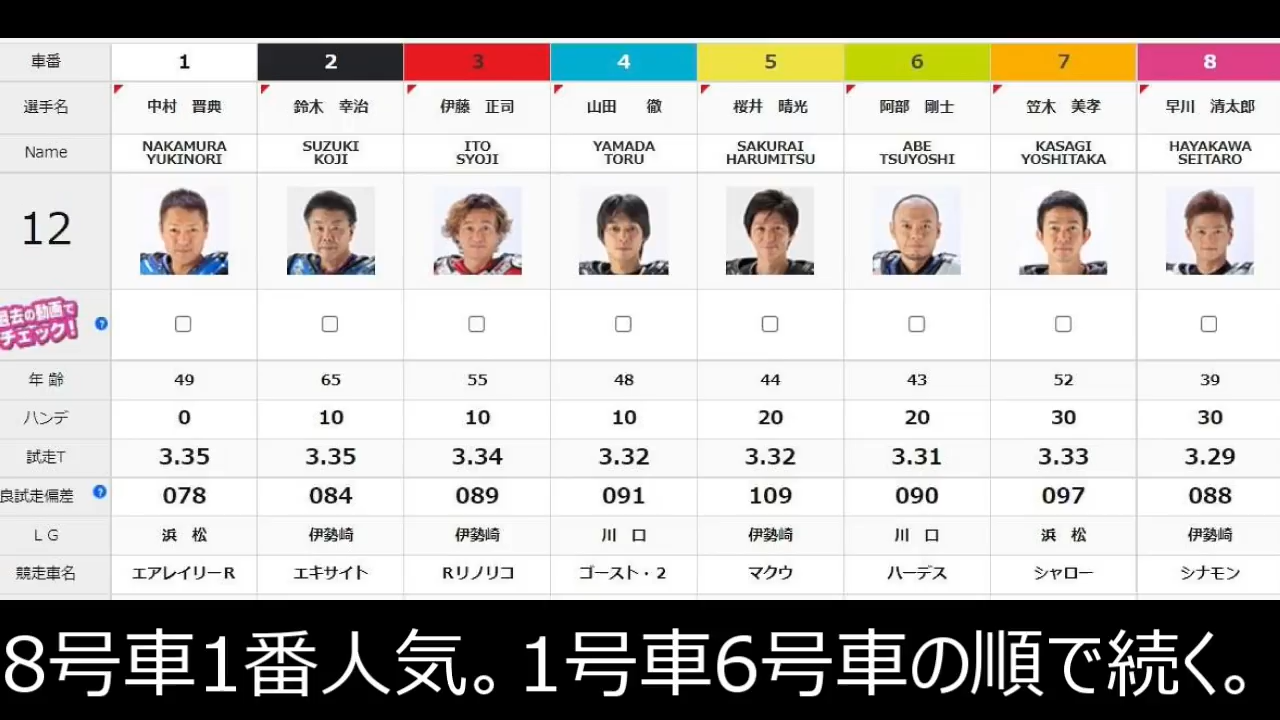 車番 1 2 3 4 5 6 7 8
選手名 中村 晋典 鈴木 幸治 伊藤 正司 山田 徹 桜井 晴光 阿部 剛士 笠木 美孝 早川 清太郎
Name NAKAMURA YUKINORI SUZUKI KOJI ITO SYOJI YAMADA TORU SAKURAI HARUMITSU ABE TSUYOSHI KASAGI YOSHITAKA HAYAKAWA SEITARO
12
過去の動画で
チェック! ?
年齢 49 65 55 48 44 43 52 39
ハンデ 0 10 10 10 20 20 30 30
試走T 3.35 3.35 3.34 3.32 3.32 3.31 3.33 3.29
良試走偏差 ? 078 084 089 091 109 090 097 088
LG 浜 松 伊勢崎 伊勢崎 川 口 伊勢崎 川 口 浜 松 伊勢崎
競走車名 エアレイリーR エキサイト Rリノリコ ゴースト・2 マクウ ハーデス シャロー シナモン
8号車1番人気。1号車6号車の順で続く。